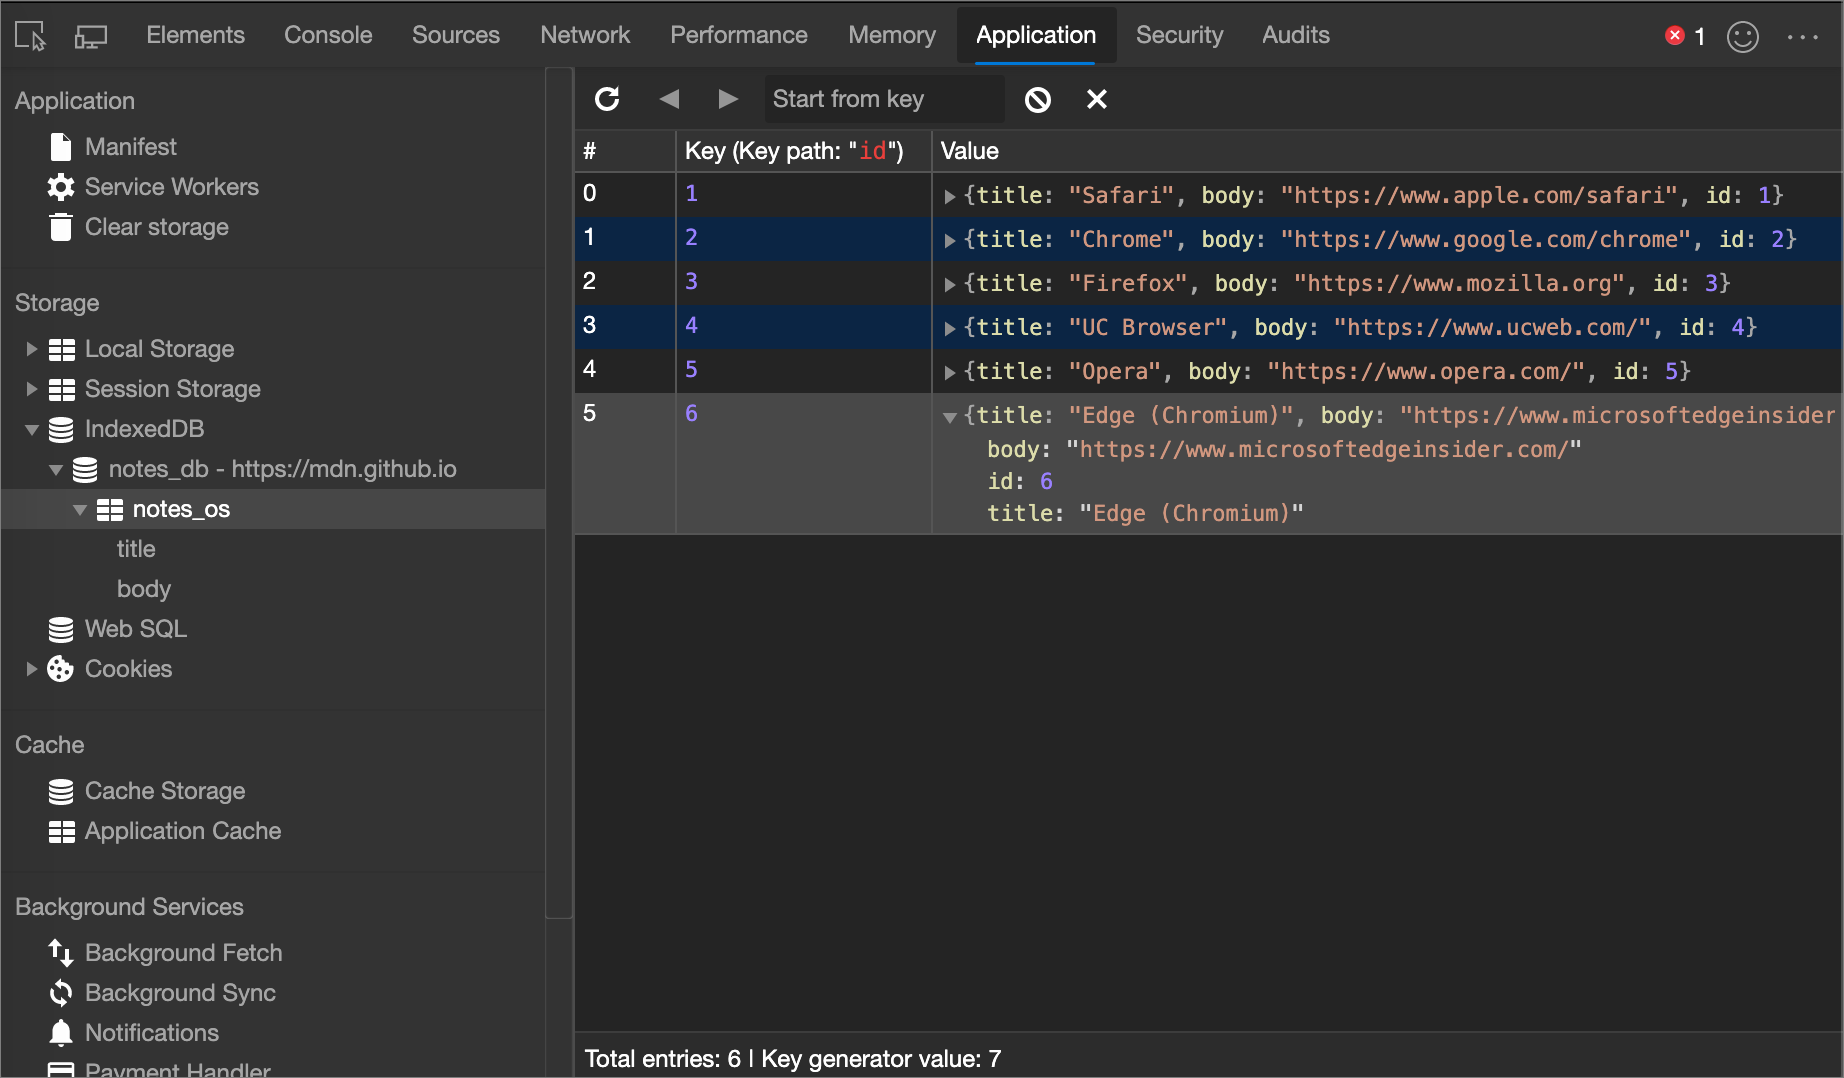 Elements Console Sources Network Performance Memory Application Security Audits 1
Application
Manifest
Service Workers
Clear storage
Storage
Local Storage
Session Storage
IndexedDB
notes_db - https://mdn.github.io
notes_os
title
body
Web SQL
Cookies
Cache
Cache Storage
Application Cache
Background Services
Background Fetch
Background Sync
Notifications
Payment Handler
Start from key
# Key (Key path: "id") Value
0 1 {title: "Safari", body: "https://www.apple.com/safari", id: 1}
1 2 {title: "Chrome", body: "https://www.google.com/chrome", id: 2}
2 3 {title: "Firefox", body: "https://www.mozilla.org", id: 3}
3 4 {title: "UC Browser", body: "https://www.ucweb.com/", id: 4}
4 5 {title: "Opera", body: "https://www.opera.com/", id: 5}
5 6 {title: "Edge (Chromium)", body: "https://www.microsoftedgeinsider
body: "https://www.microsoftedgeinsider.com/"
id: 6
title: "Edge (Chromium)"
Total entries: 6 | Key generator value: 7